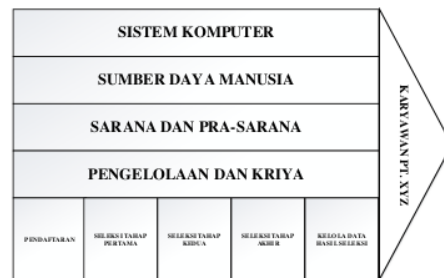 SISTEM KOMPUTER
SUMBER DAYA MANUSIA
SARANA DAN PRA-SARANA
PENGELOLAAN DAN KRIYA
PENDAFTARAN
SELEKSI TAHAP
PERTAMA
SELEKSI TAHAP
KEDUA
SELEKSI TAHAP
AKHIR
KELOLA DATA
HASIL SELEKSI
KARYAWAN PT. XYZ